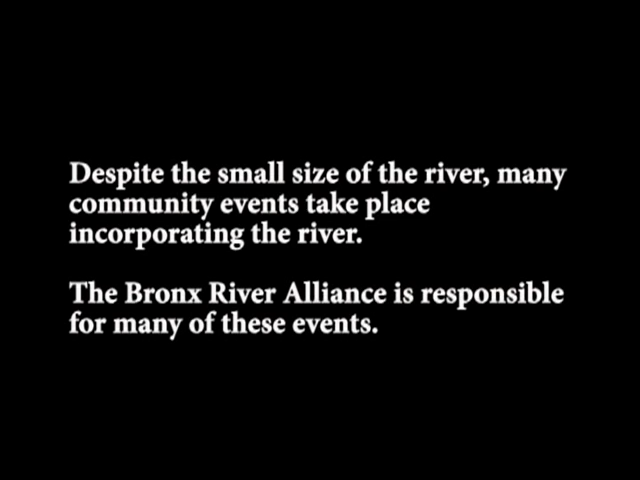 Despite the small size of the river, many
community events take place
incorporating the river.
The Bronx River Alliance is responsible
for many of these events.